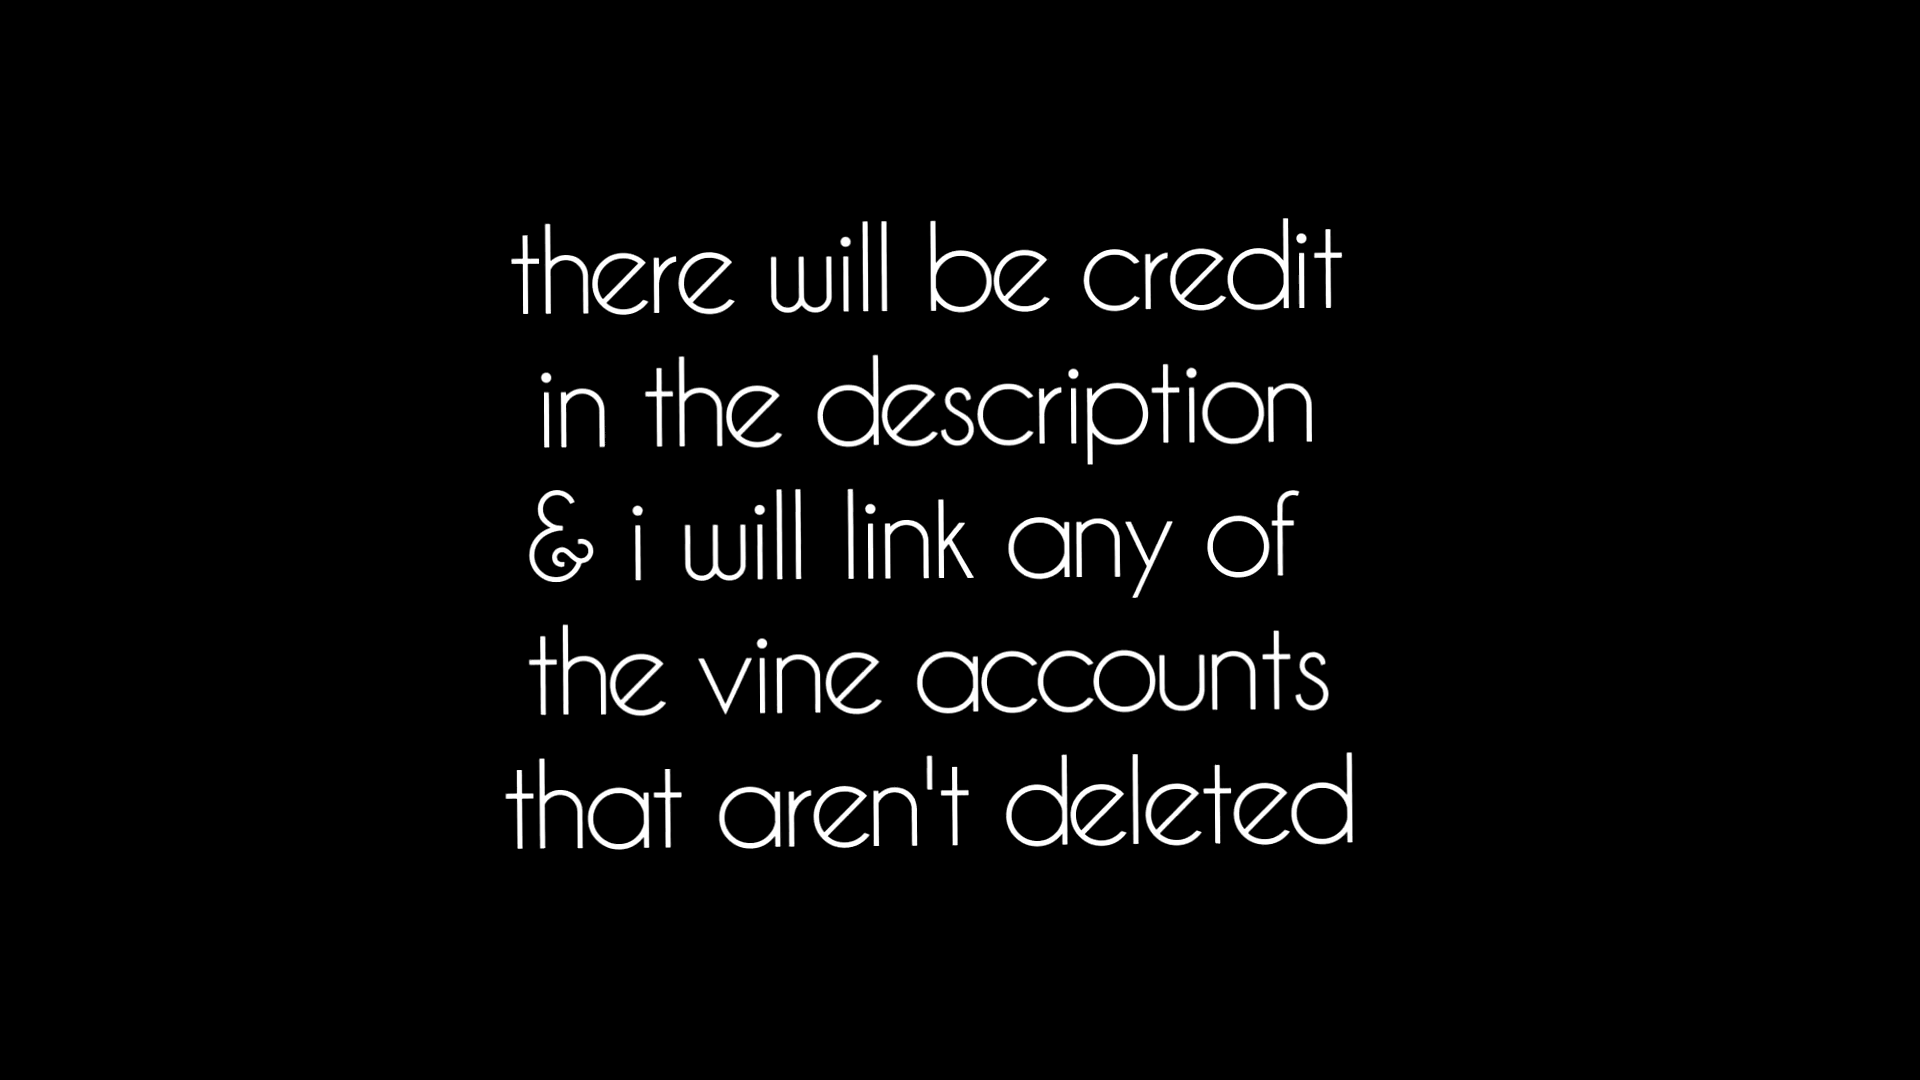 there will be credit
in the description
& i will link any of
the vine accounts
that aren't deleted